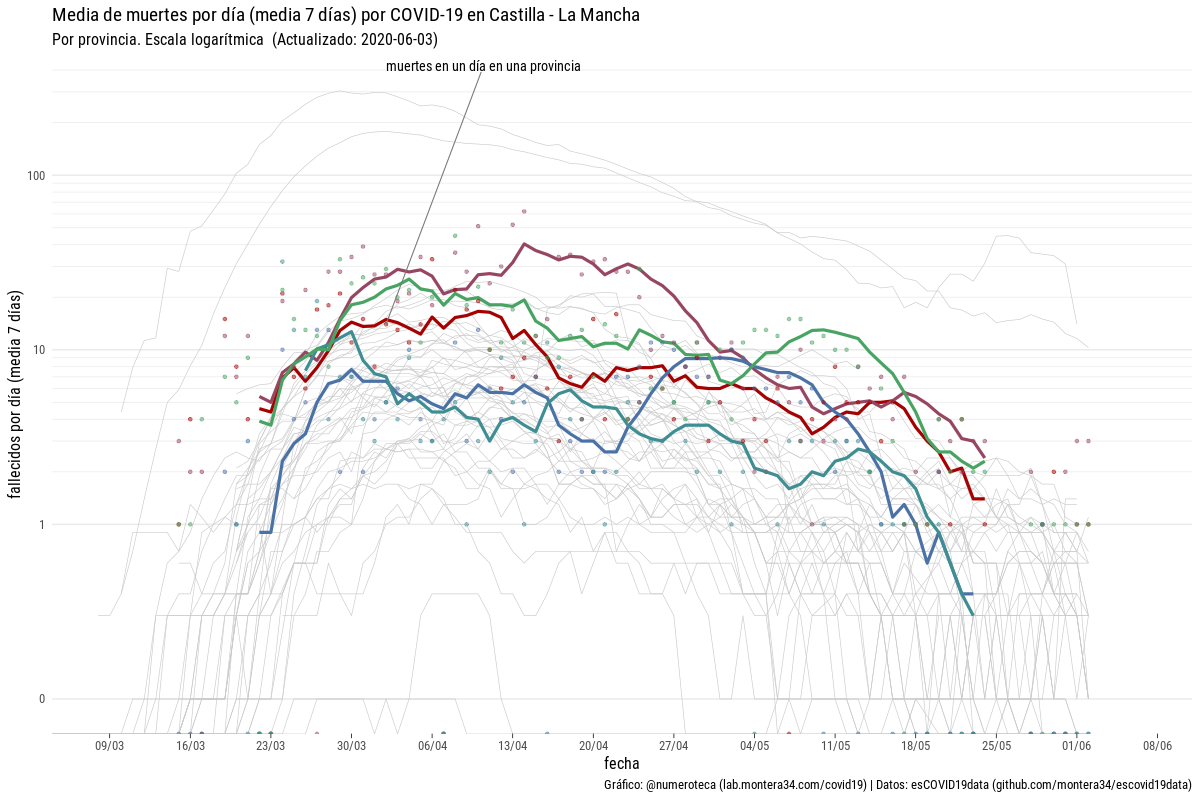 Media de muertes por día (media 7 días) por COVID-19 en Castilla - La Mancha
Por provincia. Escala logarítmica (Actualizado: 2020-06-03)
muertes en un día en una provincia
100
10
1
0
fallecidos por día (media 7 días)
09/03 16/03 23/03 30/03 06/04 13/04 20/04 27/04 04/05 11/05 18/05 25/05 01/06 08/06
fecha
Gráfico: @numeroteca (lab.montera34.com/covid19) | Datos: esCOVID19data (github.com/montera34/escovid19data)